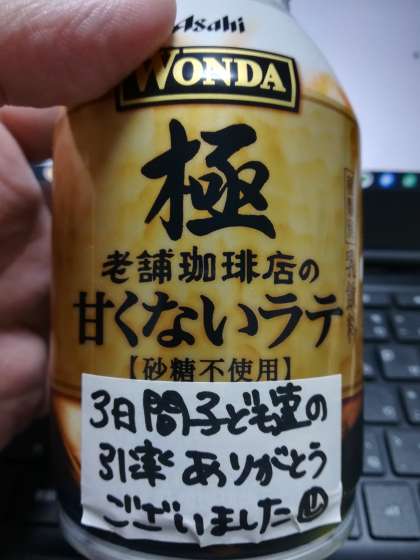 Asahi
WONDA
極
老舗珈琲店の
甘くないラテ
【砂糖不使用】
3日間子ども達の
引率ありがとう
ございました